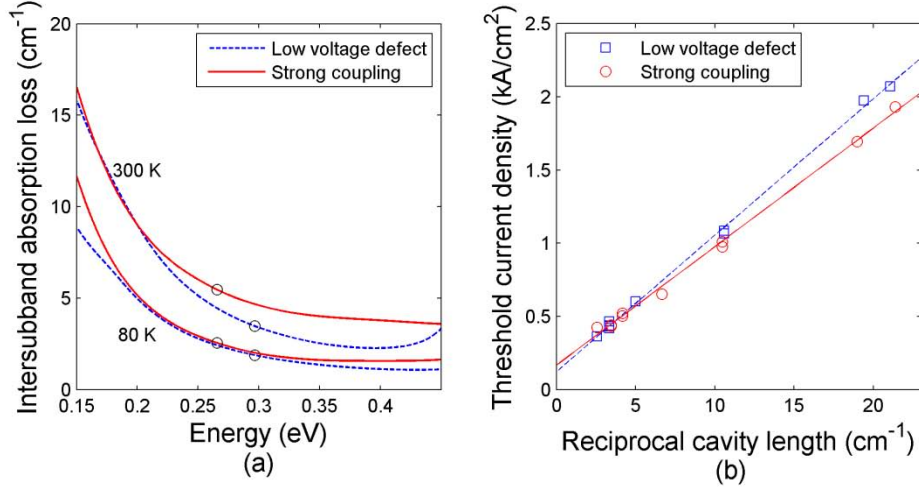 Intersubband absorption loss (cm⁻¹)
20
15
10
5
0
Low voltage defect
Strong coupling
300 K
80 K
0.15 0.2 0.25 0.3 0.35 0.4
Energy (eV)
(a)
Threshold current density (kA/cm²)
2.5
2
1.5
1
0.5
0
Low voltage defect
Strong coupling
0 5 10 15 20
Reciprocal cavity length (cm⁻¹)
(b)